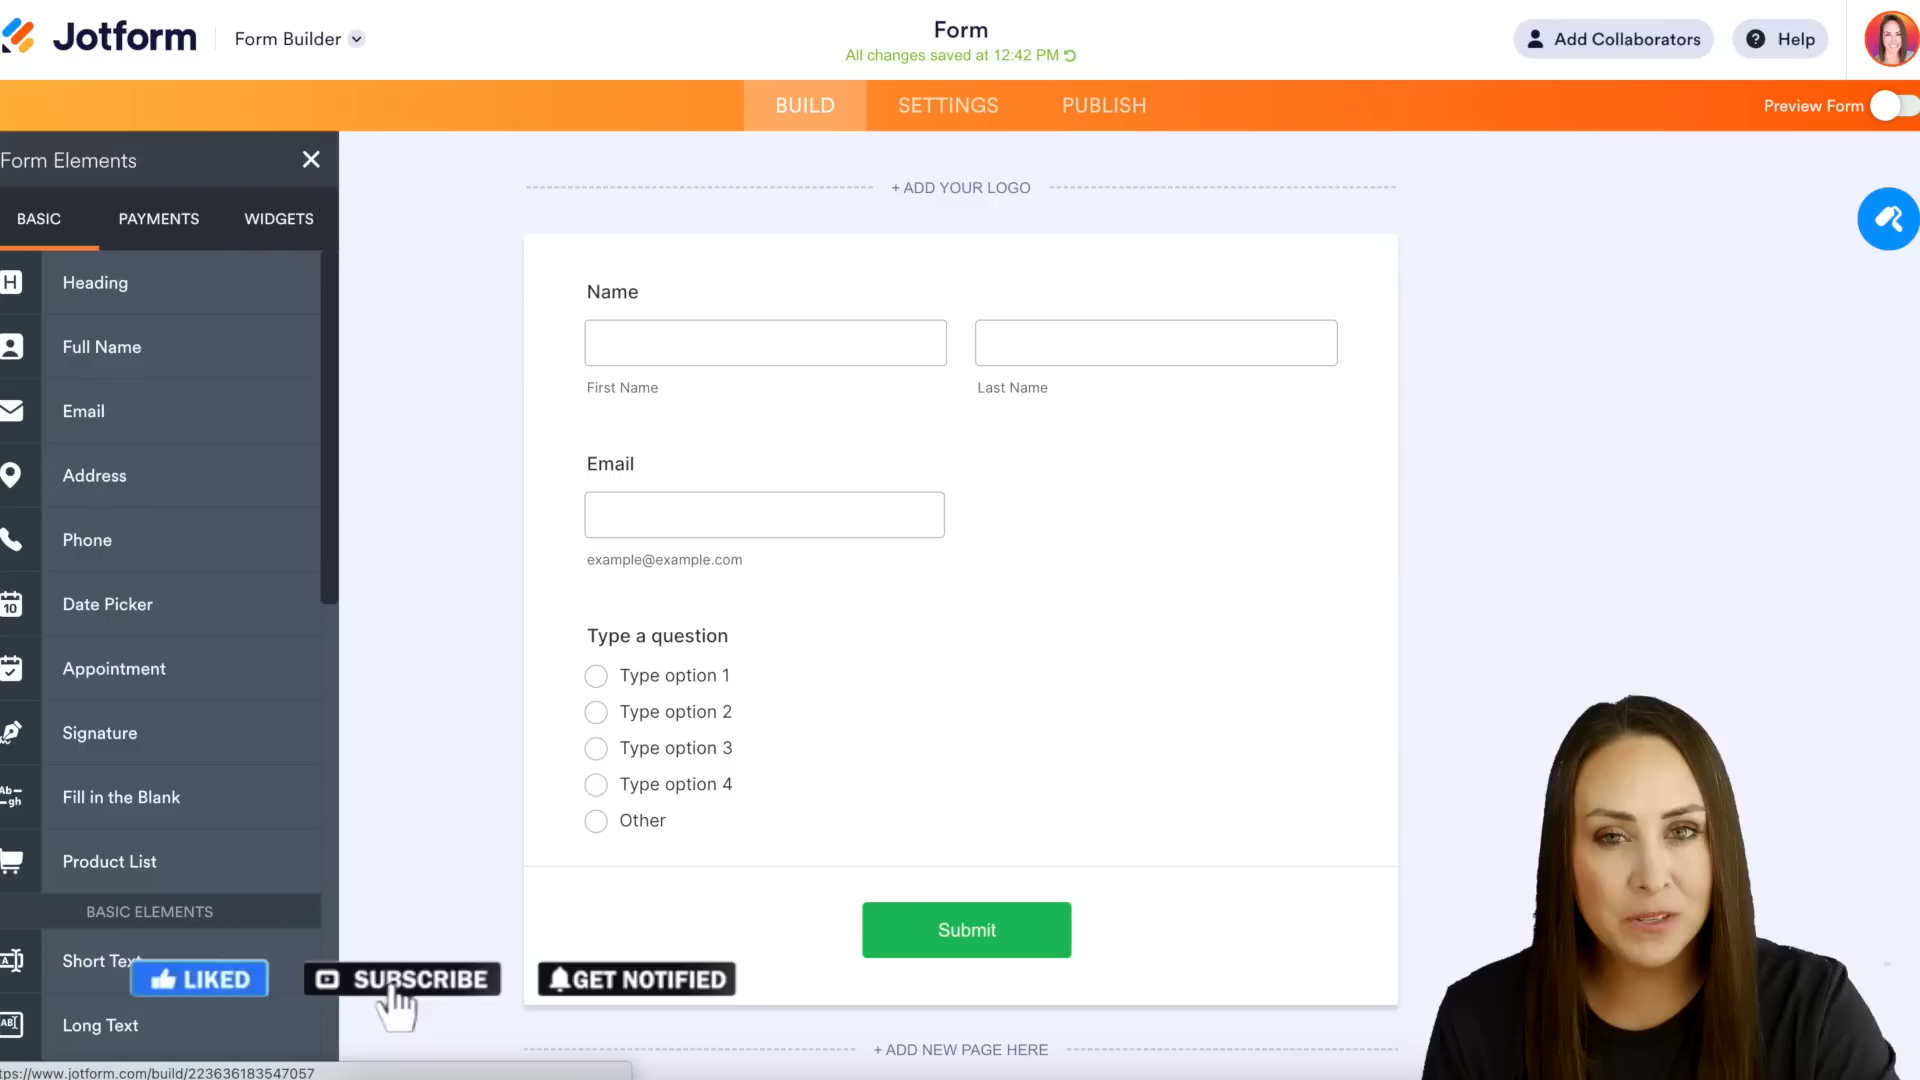 Jotform
Form Builder
Form
All changes saved at 12:42 PM
Add Collaborators
Help
BUILD
SETTINGS
PUBLISH
Preview Form
Form Elements
BASIC
PAYMENTS
WIDGETS
H
Heading
Full Name
Email
Address
Phone
10
Date Picker
Appointment
Signature
Ab
gh
Fill in the Blank
Product List
BASIC ELEMENTS
A
Short Text
AB
Long Text
+ ADD YOUR LOGO
Name
First Name
Last Name
Email
example@example.com
Type a question
Type option 1
Type option 2
Type option 3
Type option 4
Other
Submit
LIKED
SUBSCRIBE
GET NOTIFIED
+ ADD NEW PAGE HERE
tps://www.jotform.com/build/223636183547057